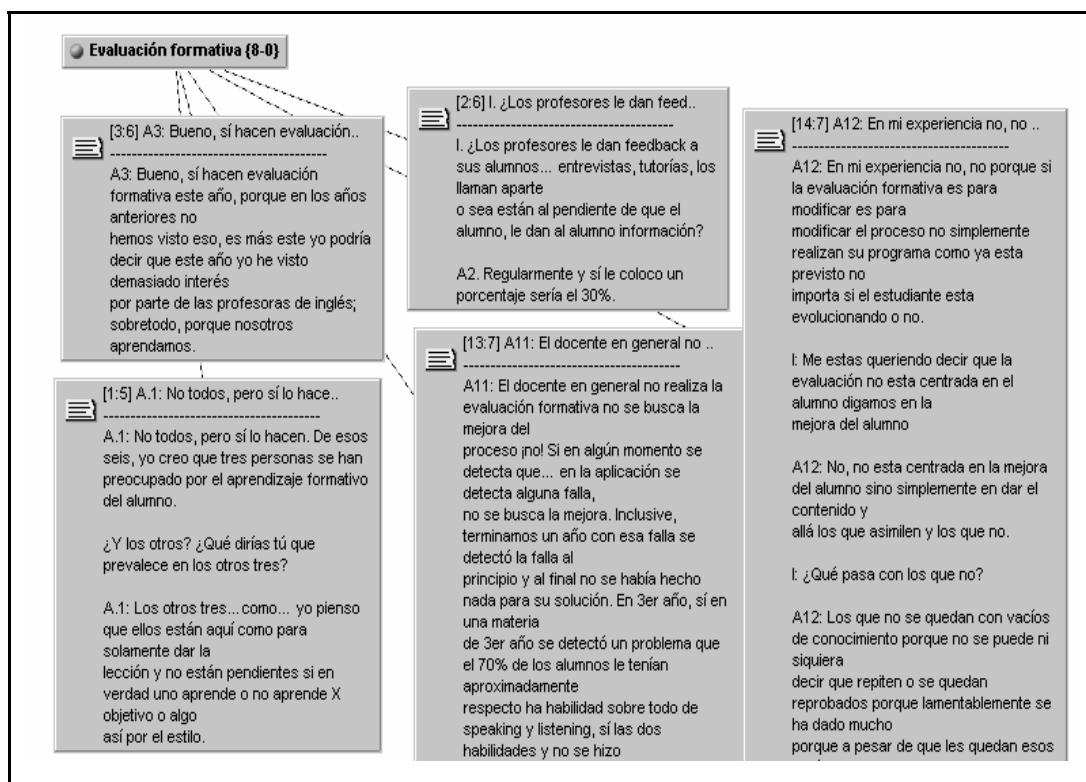 Evaluación formativa {8-0}
[3:6] A3: Bueno, sí hacen evaluación..
----------------------------------------
A3: Bueno, sí hacen evaluación
formativa este año, porque en los años
anteriores no
hemos visto eso, es más este yo podría
decir que este año yo he visto
demasiado interés
por parte de las profesoras de inglés;
sobretodo, porque nosotros
aprendamos.
[1:5] A.1: No todos, pero sí lo hace..
----------------------------------------
A.1: No todos, pero sí lo hacen. De esos
seis, yo creo que tres personas se han
preocupado por el aprendizaje formativo
del alumno.
¿Y los otros? ¿Qué dirías tú que
prevalece en los otros tres?
A.1: Los otros tres... como... yo pienso
que ellos están aquí como para
solamente dar la
lección y no están pendientes si en
verdad uno aprende o no aprende X
objetivo o algo
así por el estilo.
[2:6] I. ¿Los profesores le dan feed..
----------------------------------------
I. ¿Los profesores le dan feedback a
sus alumnos... entrevistas, tutorías, los
llaman aparte
o sea están al pendiente de que el
alumno, le dan al alumno información?
A2. Regularmente y sí le coloco un
porcentaje sería el 30%.
[13:7] A11: El docente en general no ..
----------------------------------------
A11: El docente en general no realiza la
evaluación formativa no se busca la
mejora del
proceso ¡no! Si en algún momento se
detecta que... en la aplicación se
detecta alguna falla,
no se busca la mejora. Inclusive,
terminamos un año con esa falla se
detectó la falla al
principio y al final no se había hecho
nada para su solución. En 3er año, sí en
una materia
de 3er año se detectó un problema que
el 70% de los alumnos le tenían
aproximadamente
respecto ha habilidad sobre todo de
speaking y listening, sí las dos
habilidades y no se hizo
[14:7] A12: En mi experiencia no, no ..
----------------------------------------
A12: En mi experiencia no, no porque si
la evaluación formativa es para
modificar es para
modificar el proceso no simplemente
realizan su programa como ya esta
previsto no
importa si el estudiante esta
evolucionando o no.
I: Me estas queriendo decir que la
evaluación no esta centrada en el
alumno digamos en la
mejora del alumno
A12: No, no esta centrada en la mejora
del alumno sino simplemente en dar el
contenido y
allá los que asimilen y los que no.
I: ¿Qué pasa con los que no?
A12: Los que no se quedan con vacíos
de conocimiento porque no se puede ni
siquiera
decir que repiten o se quedan
reprobados porque lamentablemente se
ha dado mucho
porque a pesar de que les quedan esos